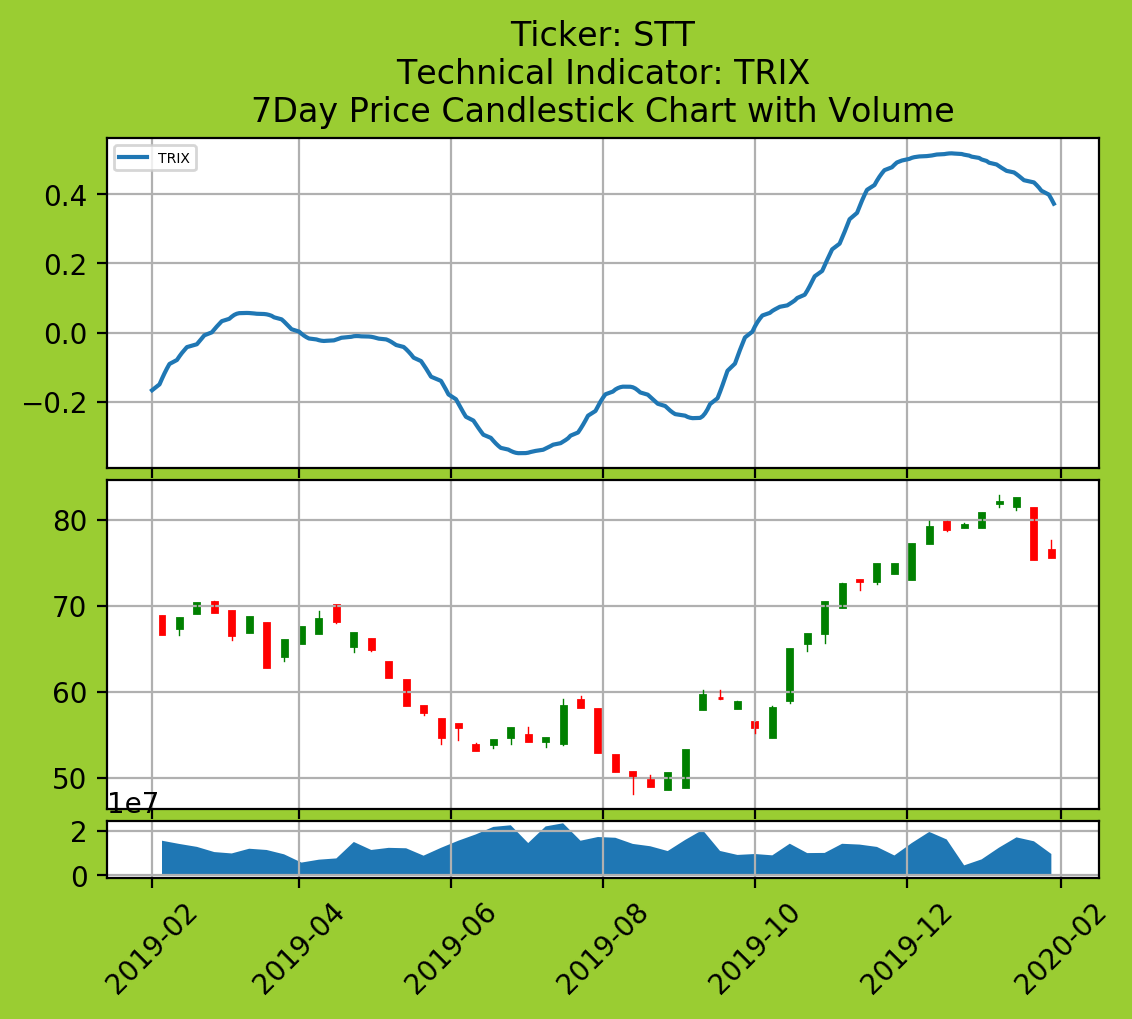 Ticker: STT
Technical Indicator: TRIX
7Day Price Candlestick Chart with Volume
TRIX
0.4
0.2
0.0
−0.2
80
70
60
50
1e7
2
0
2019-02 2019-04 2019-06 2019-08 2019-10 2019-12 2020-02